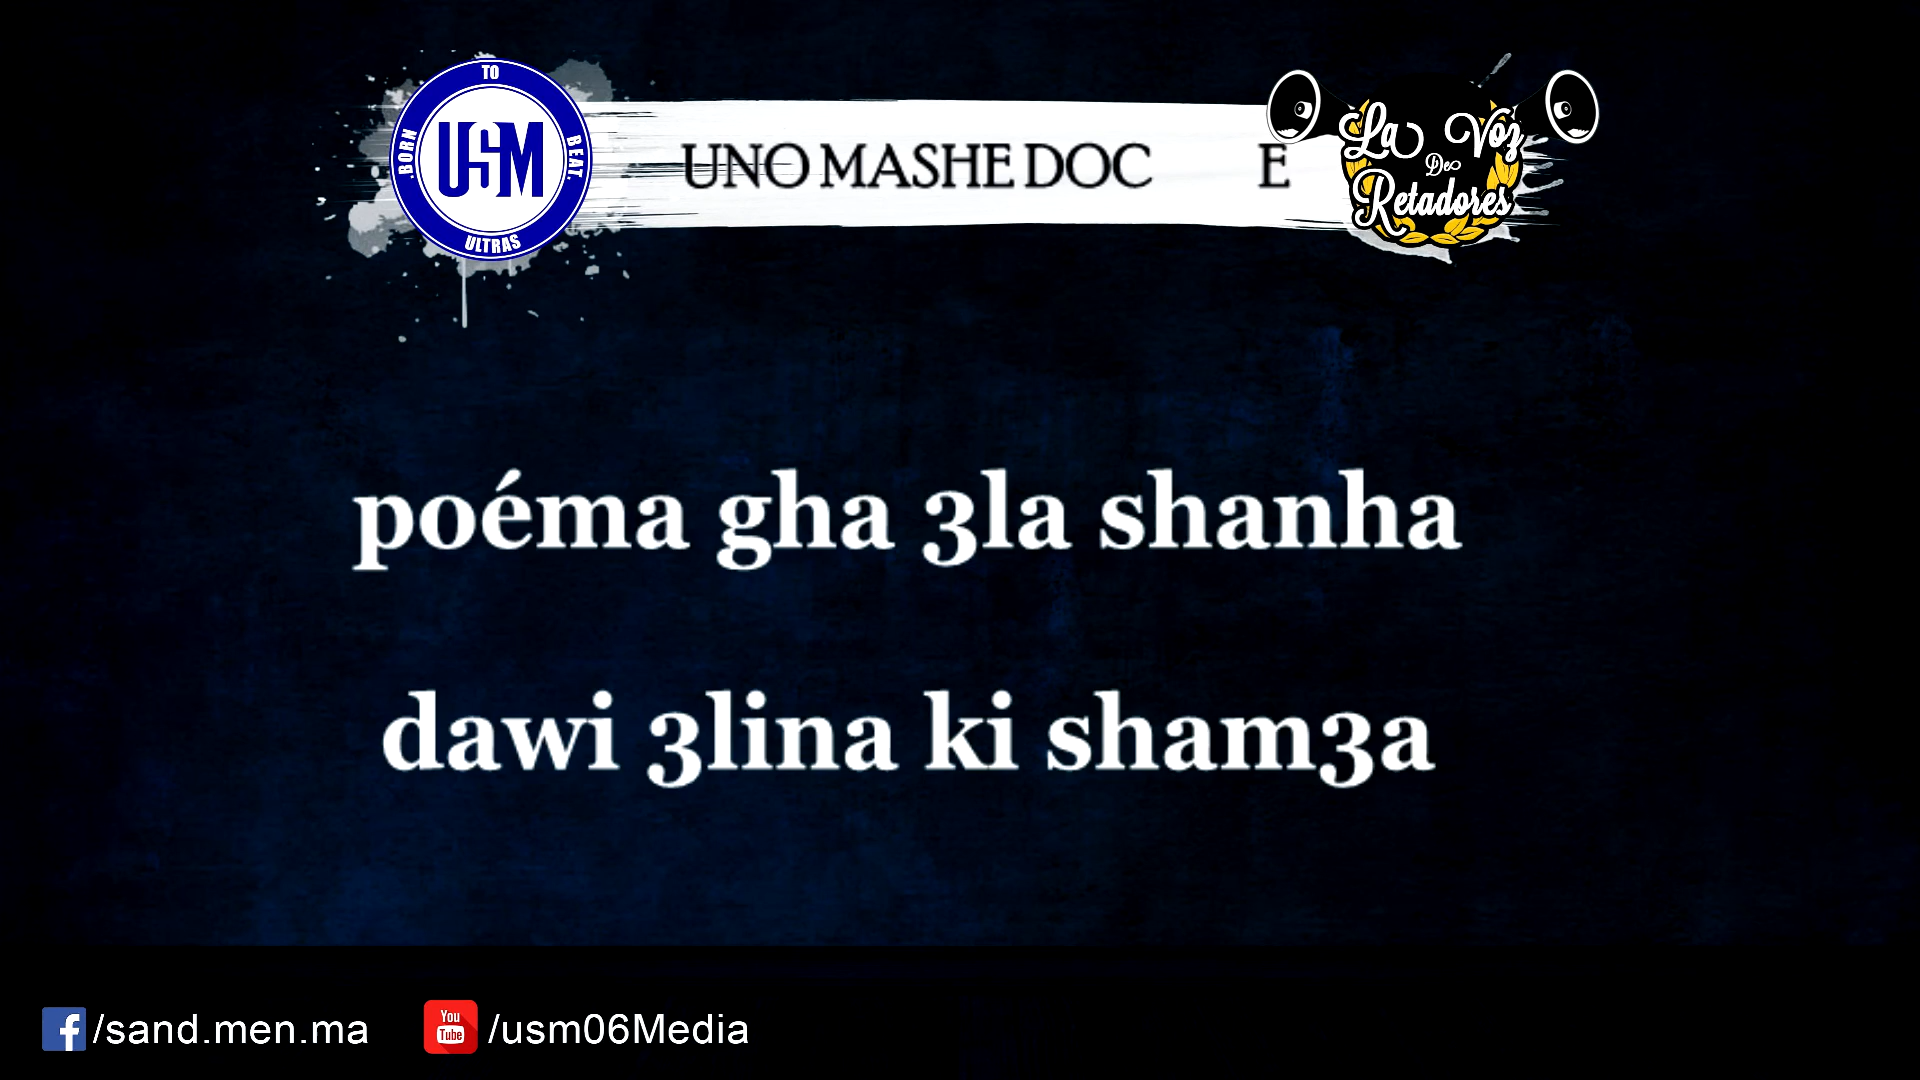 TO
BORN
BEAT.
USM
ULTRAS
UNO MASHE DOC E
La Voz
De
Retadores
poéma gha 3la shanha
dawi 3lina ki sham3a
/sand.men.ma
You
Tube
/usm06Media